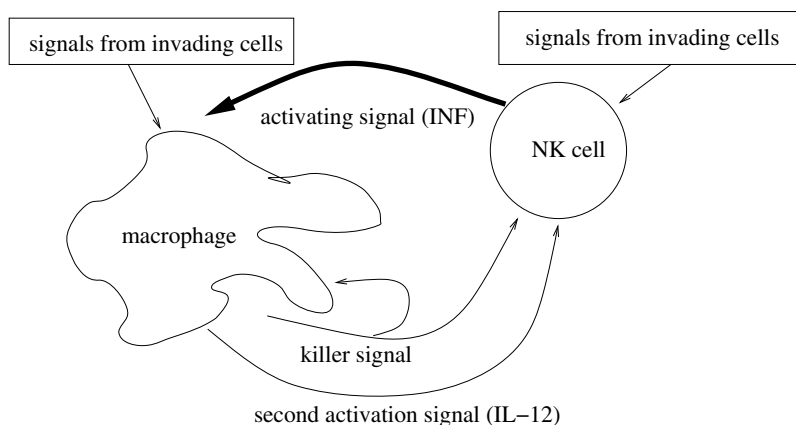 signals from invading cells
signals from invading cells
activating signal (INF)
NK cell
macrophage
killer signal
second activation signal (IL−12)